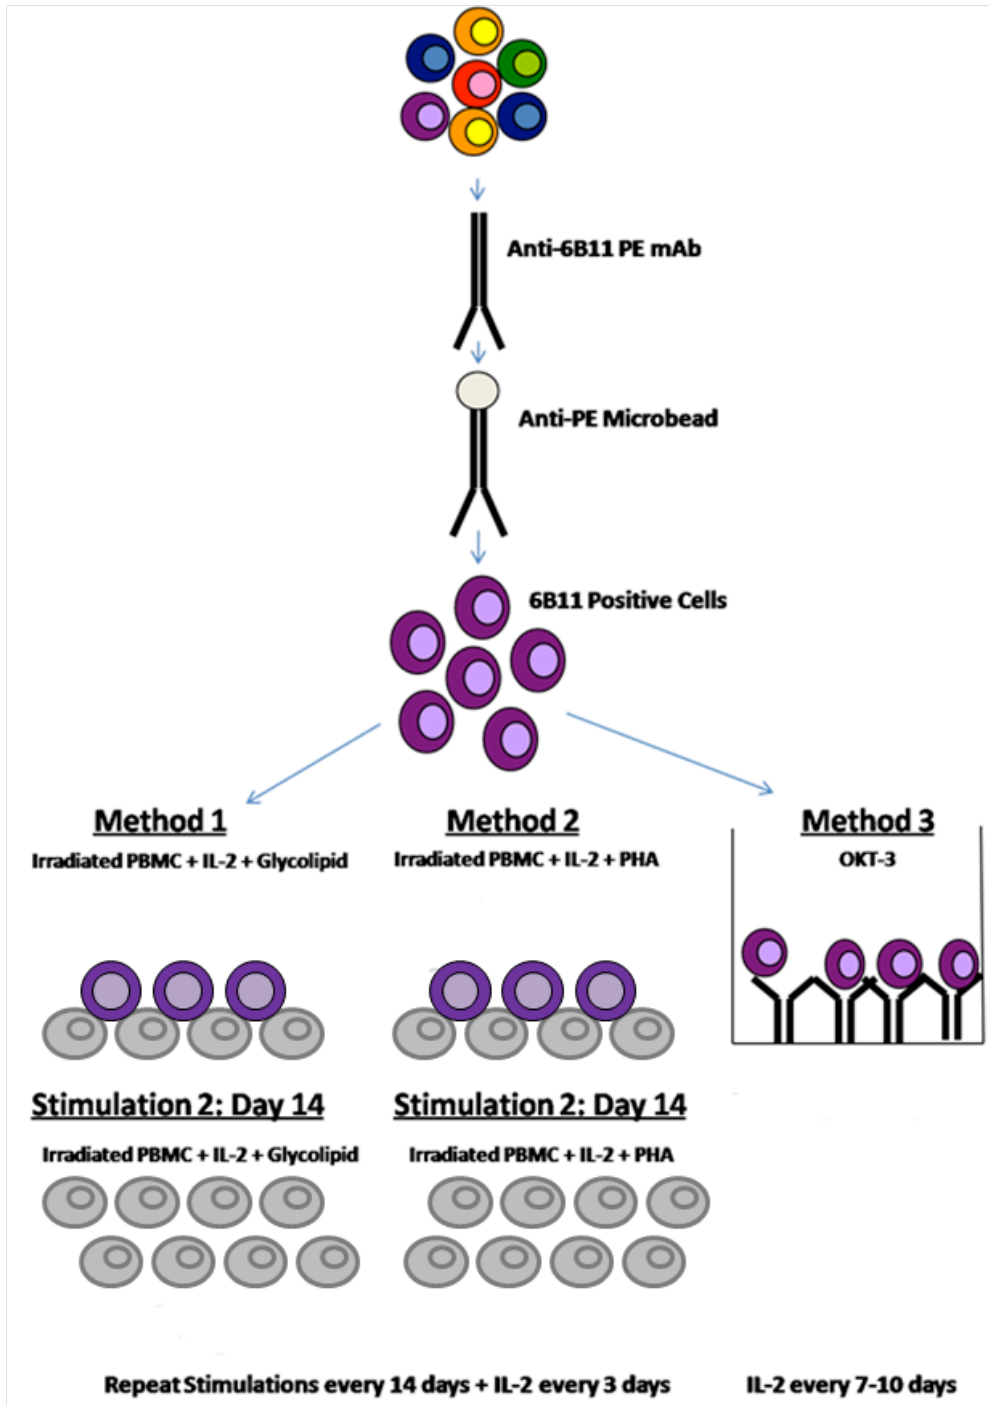 Anti-6B11 PE mAb
Anti-PE Microbead
6B11 Positive Cells
Method 1
Irradiated PBMC + IL-2 + Glycolipid
Method 2
Irradiated PBMC + IL-2 + PHA
Method 3
OKT-3
Stimulation 2: Day 14
Irradiated PBMC + IL-2 + Glycolipid
Stimulation 2: Day 14
Irradiated PBMC + IL-2 + PHA
Repeat Stimulations every 14 days + IL-2 every 3 days
IL-2 every 7-10 days